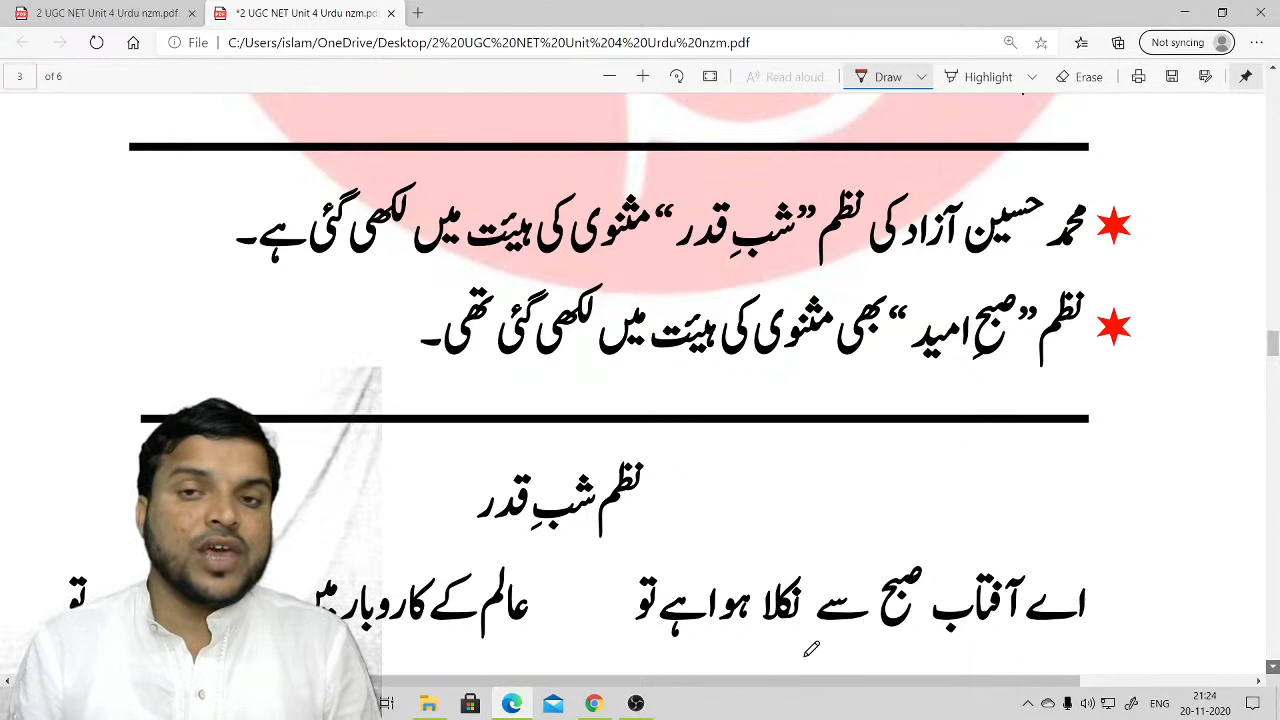 2 UGC NET Unit 4 Urdu nzm.pdf
*2 UGC NET Unit 4 Urdu nzm.pd
File
C:/Users/islam/OneDrive/Desktop/2%20UGC%20NET%20Unit%204%20Urdu%20nzm.pdf
Not syncing
3 of 6
Read aloud
Draw
Highlight
Erase
محمد حسین آزاد کی نظم ”شبِ قدر“ مثنوی کی ہیئت میں لکھی گئی ہے۔
نظم ”صبحِ امید“ بھی مثنوی کی ہیئت میں لکھی گئی تھی۔
نظم شبِ قدر
اے آفتاب صبح سے نکلا ہوا ہے تو عالم کے کاروبار میں تو
ENG
21:24
20-11-2020